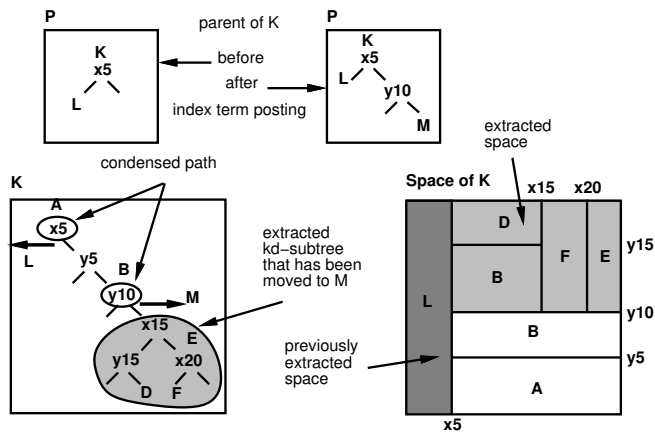 P
parent of K
P
K
x5
L
before
after
index term posting
K
x5
L
y10
M
condensed path
K
A
x5
L
y5
B
y10
M
x15
E
y15
x20
D
F
extracted
kd−subtree
that has been
moved to M
extracted
space
Space of K
x15
x20
D
B
F
E
y15
L
y10
B
y5
A
x5
previously
extracted
space